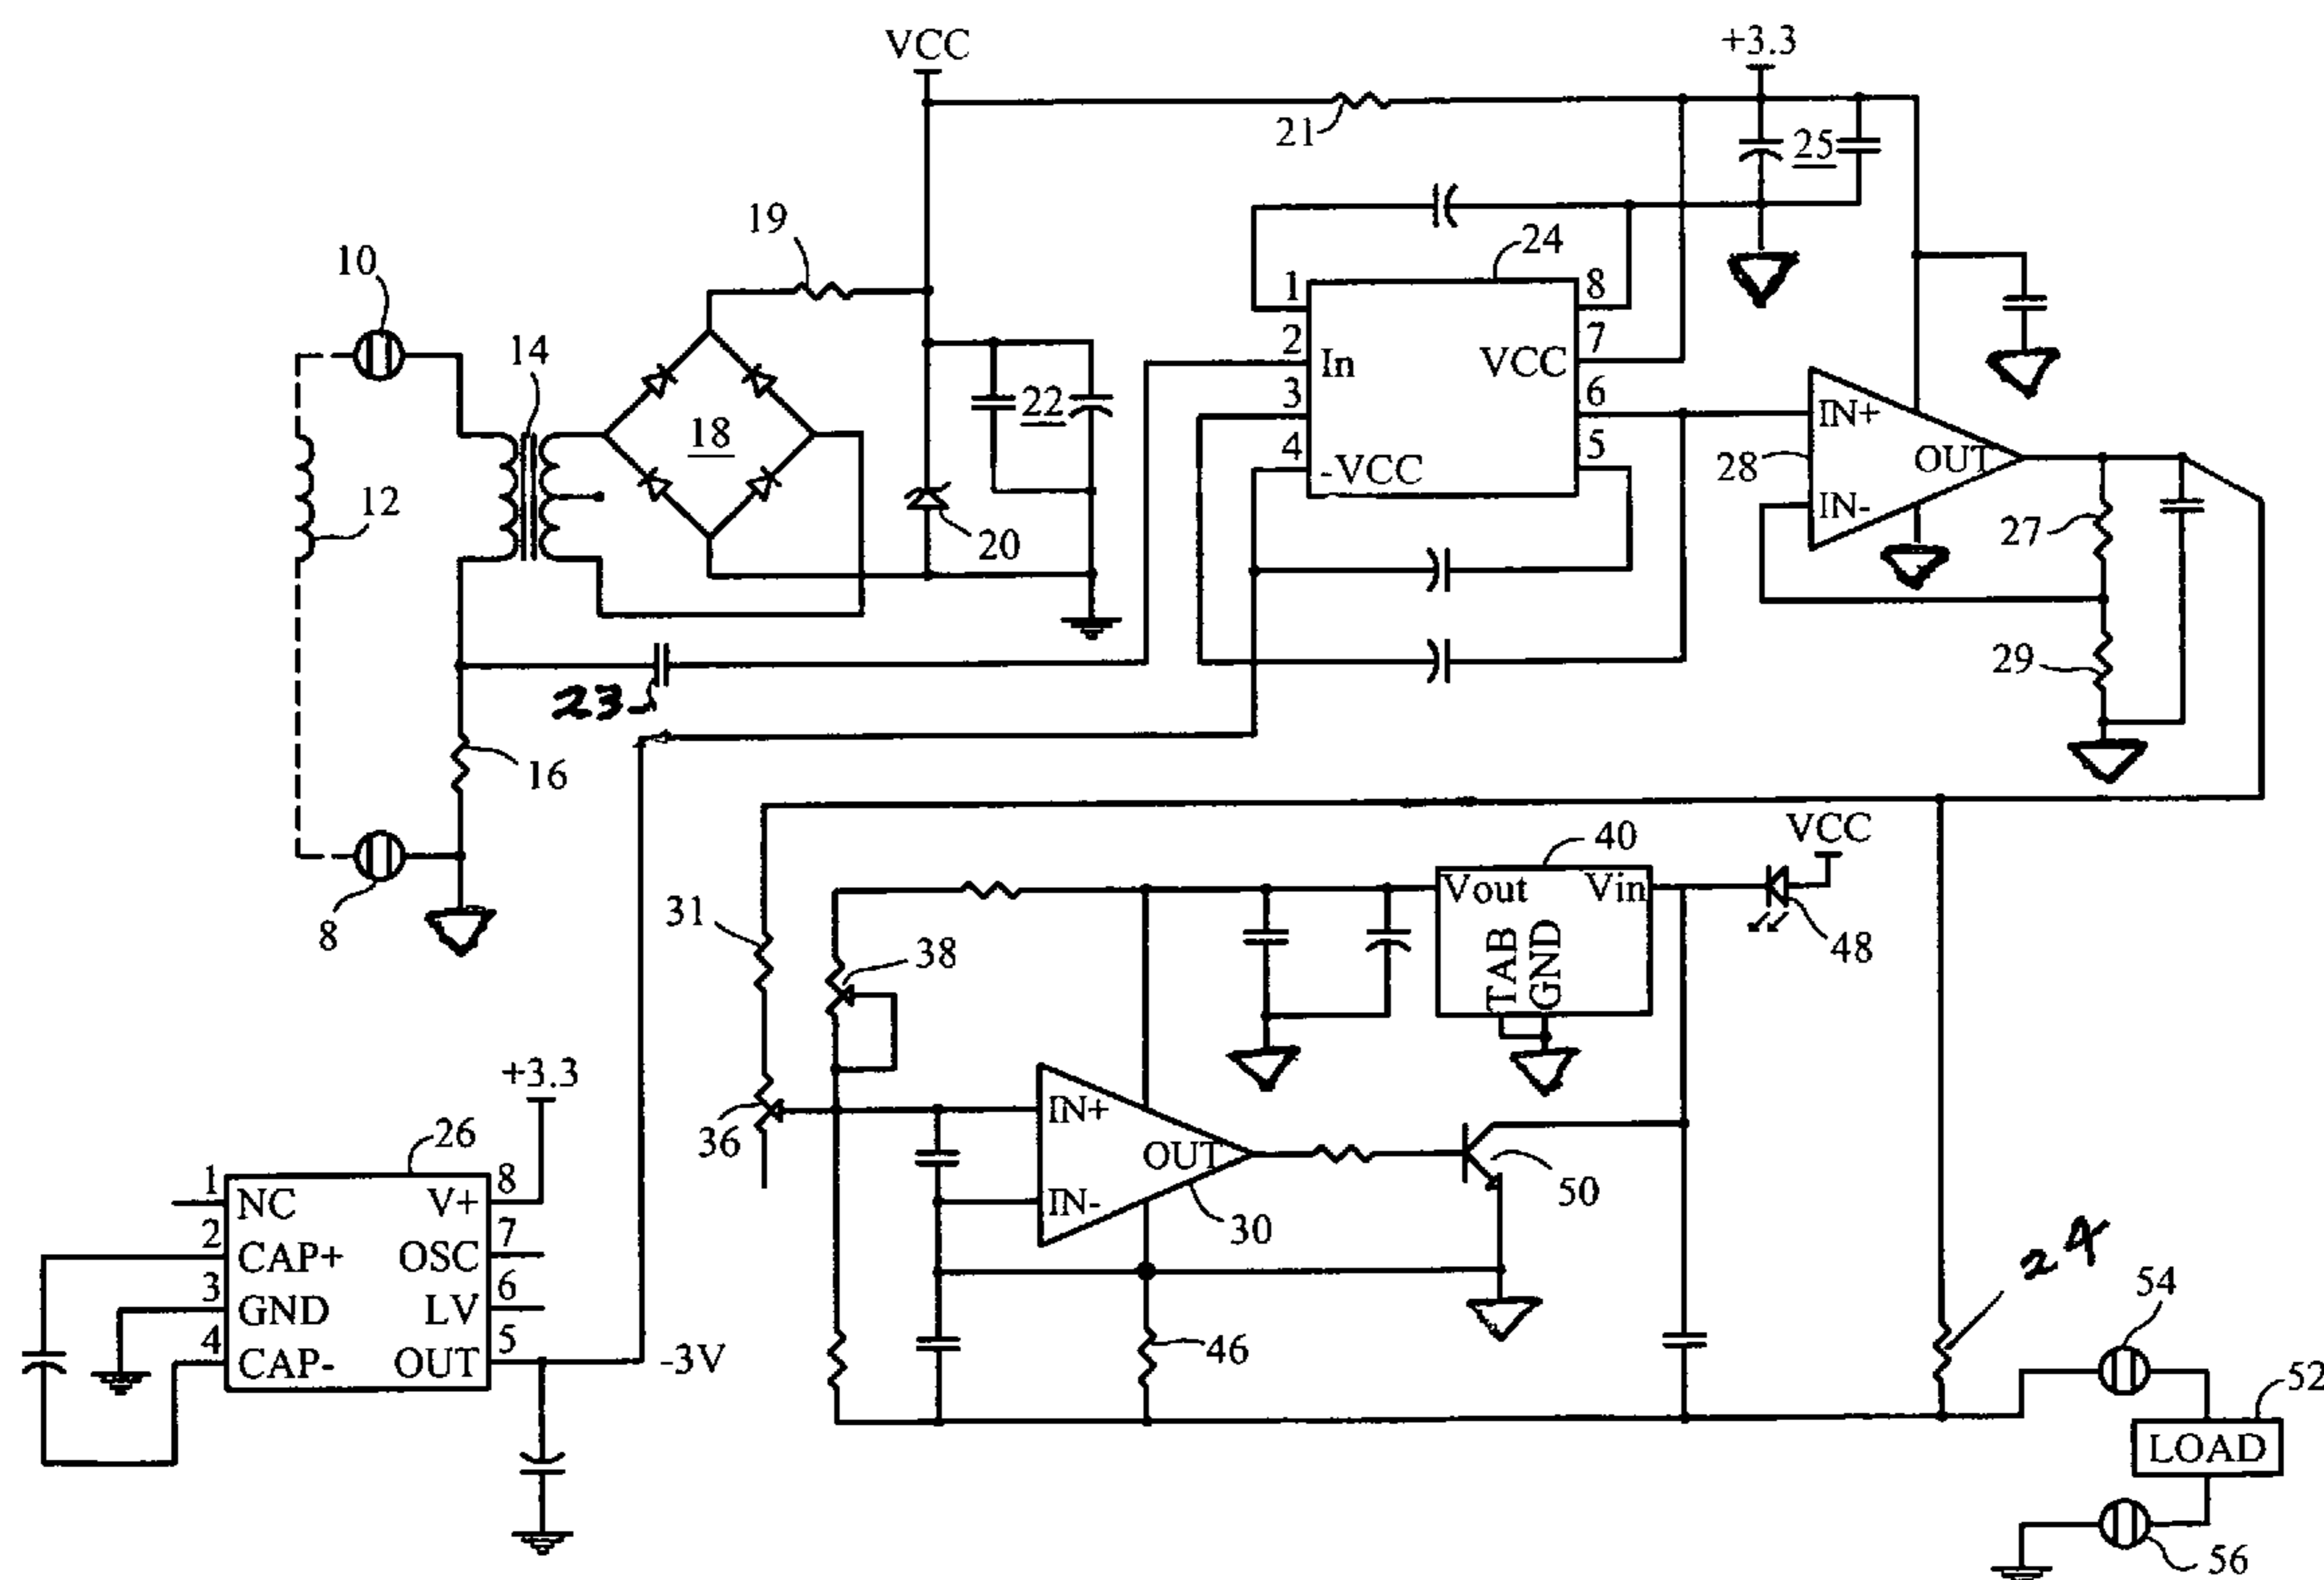 VCC
+3.3
21
25
19
24
10
1
8
2
In
7
VCC
14
3
6
IN+
22
18
4
-VCC
5
28
OUT
12
IN-
20
27
29
23
16
VCC
40
Vout
Vin
31
8
38
TAB
GND
48
+3.3
IN+
36
26
OUT
50
1
NC
8
V+
IN-
30
2
CAP+
7
OSC
24
3
GND
6
LV
54
4
CAP-
5
OUT
-3V
46
52
LOAD
56